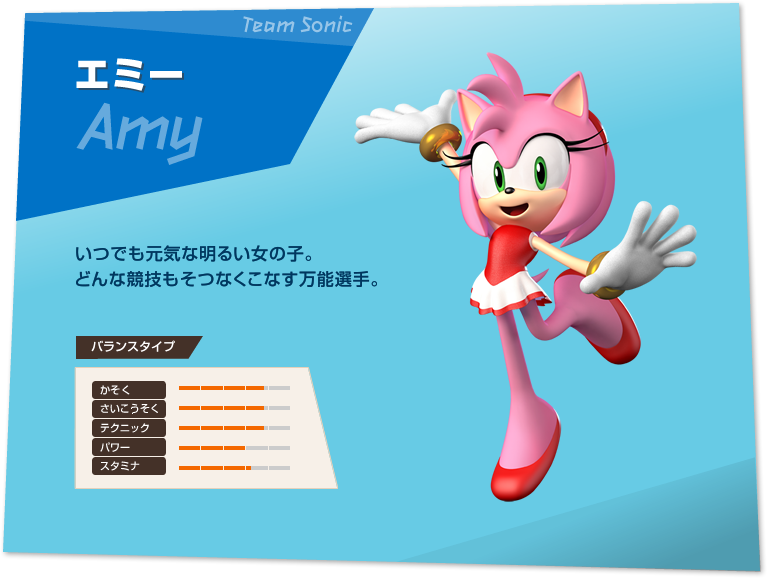 Team Sonic
エミー
Amy
いつでも元気な明るい女の子。
どんな競技もそつなくこなす万能選手。
バランスタイプ
かそく
さいこうそく
テクニック
パワー
スタミナ